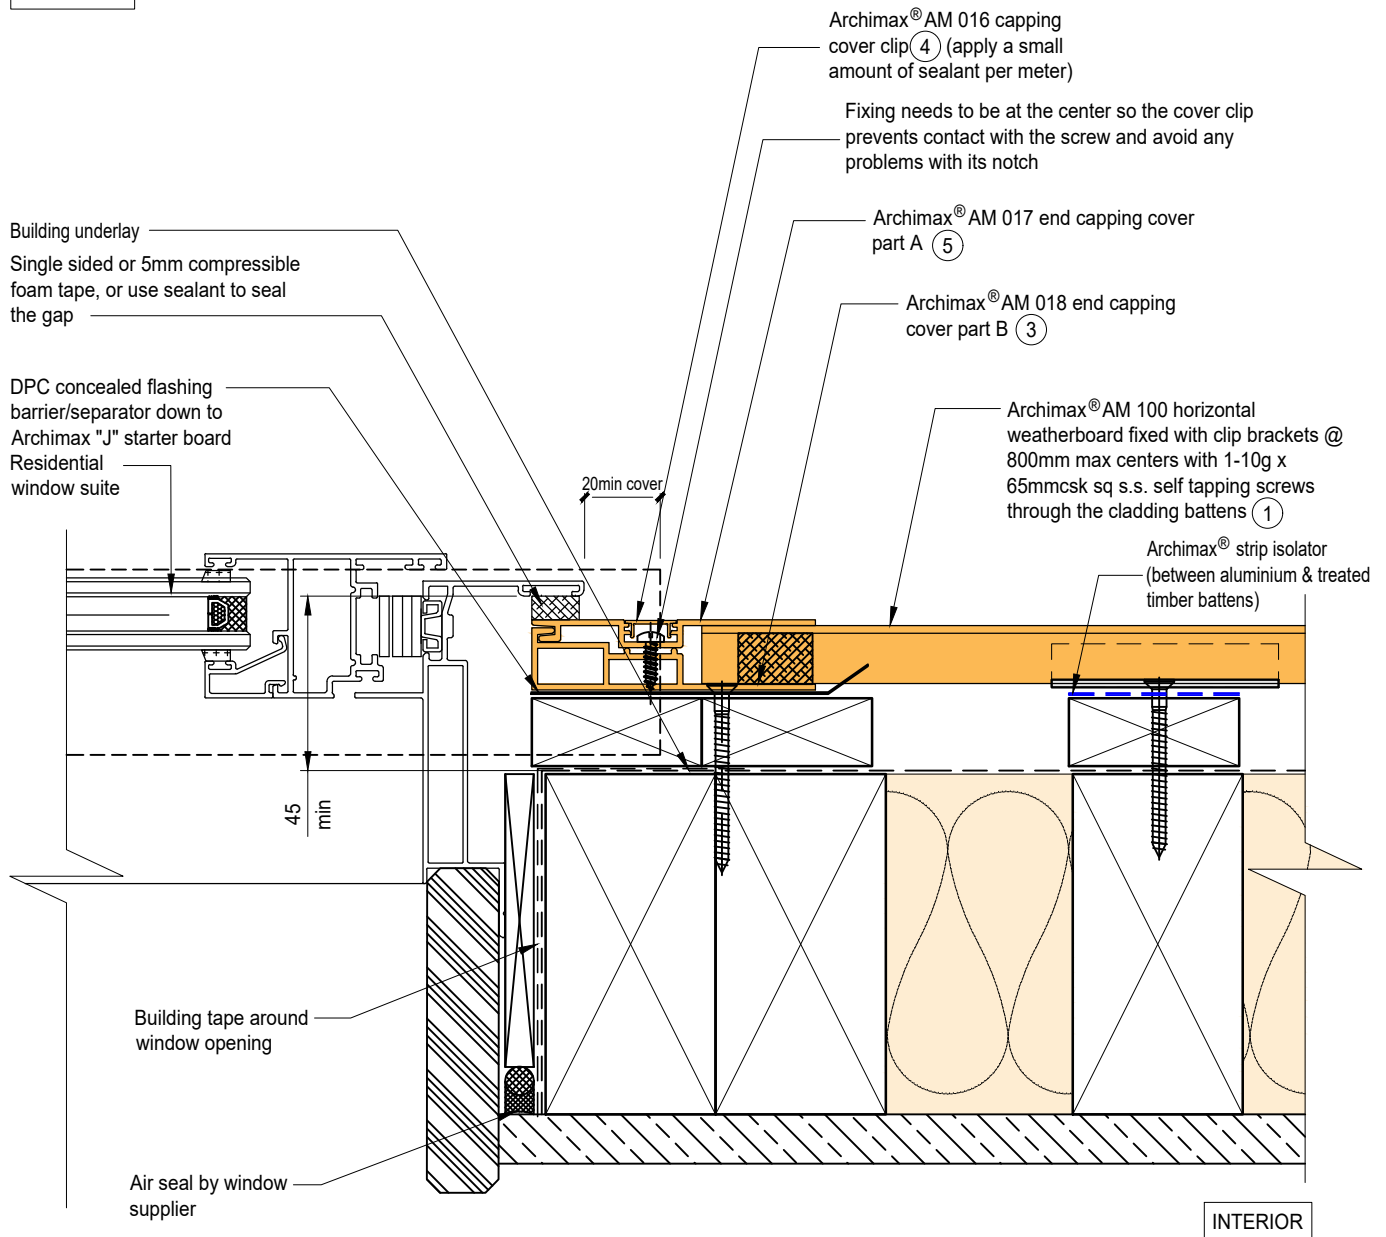 Archimax® AM 016 capping
cover clip 4 (apply a small
amount of sealant per meter)
Fixing needs to be at the center so the cover clip
prevents contact with the screw and avoid any
problems with its notch
Archimax® AM 017 end capping cover
part A 5
Archimax® AM 018 end capping
cover part B 3
Archimax® AM 100 horizontal
weatherboard fixed with clip brackets @
800mm max centers with 1-10g x
65mmcsk sq s.s. self tapping screws
through the cladding battens 1
Archimax® strip isolator
(between aluminium & treated
timber battens)
Building underlay
Single sided or 5mm compressible
foam tape, or use sealant to seal
the gap
DPC concealed flashing
barrier/separator down to
Archimax "J" starter board
Residential
window suite
20min cover
45
min
Building tape around
window opening
Air seal by window
supplier
INTERIOR